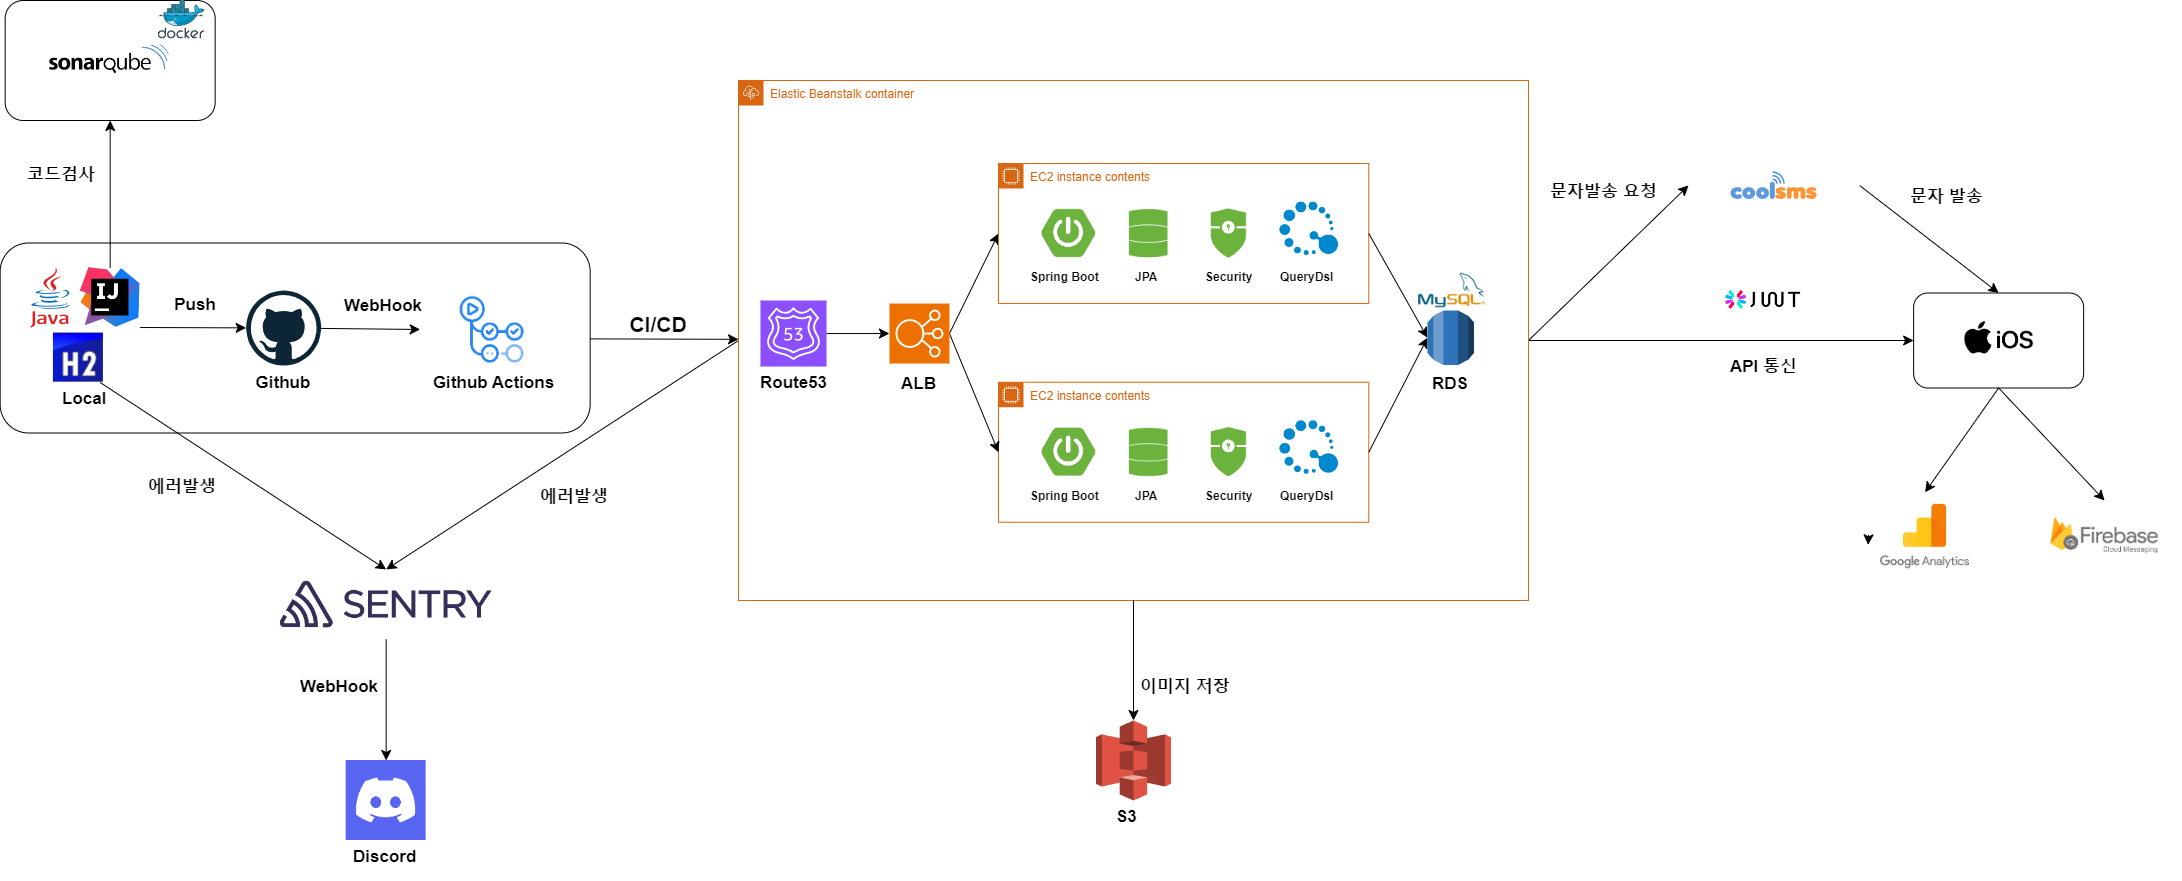 docker
sonarqube
코드검사
Java
IJ
H2
Local
Push
Github
WebHook
Github Actions
CI/CD
에러발생
에러발생
SENTRY
WebHook
Discord
Elastic Beanstalk container
53
Route53
ALB
EC2 instance contents
Spring Boot
JPA
Security
QueryDsl
EC2 instance contents
Spring Boot
JPA
Security
QueryDsl
MySQL
RDS
이미지 저장
S3
문자발송 요청
coolsms
문자 발송
JWT
API 통신
iOS
Google Analytics
Firebase
Cloud Messaging